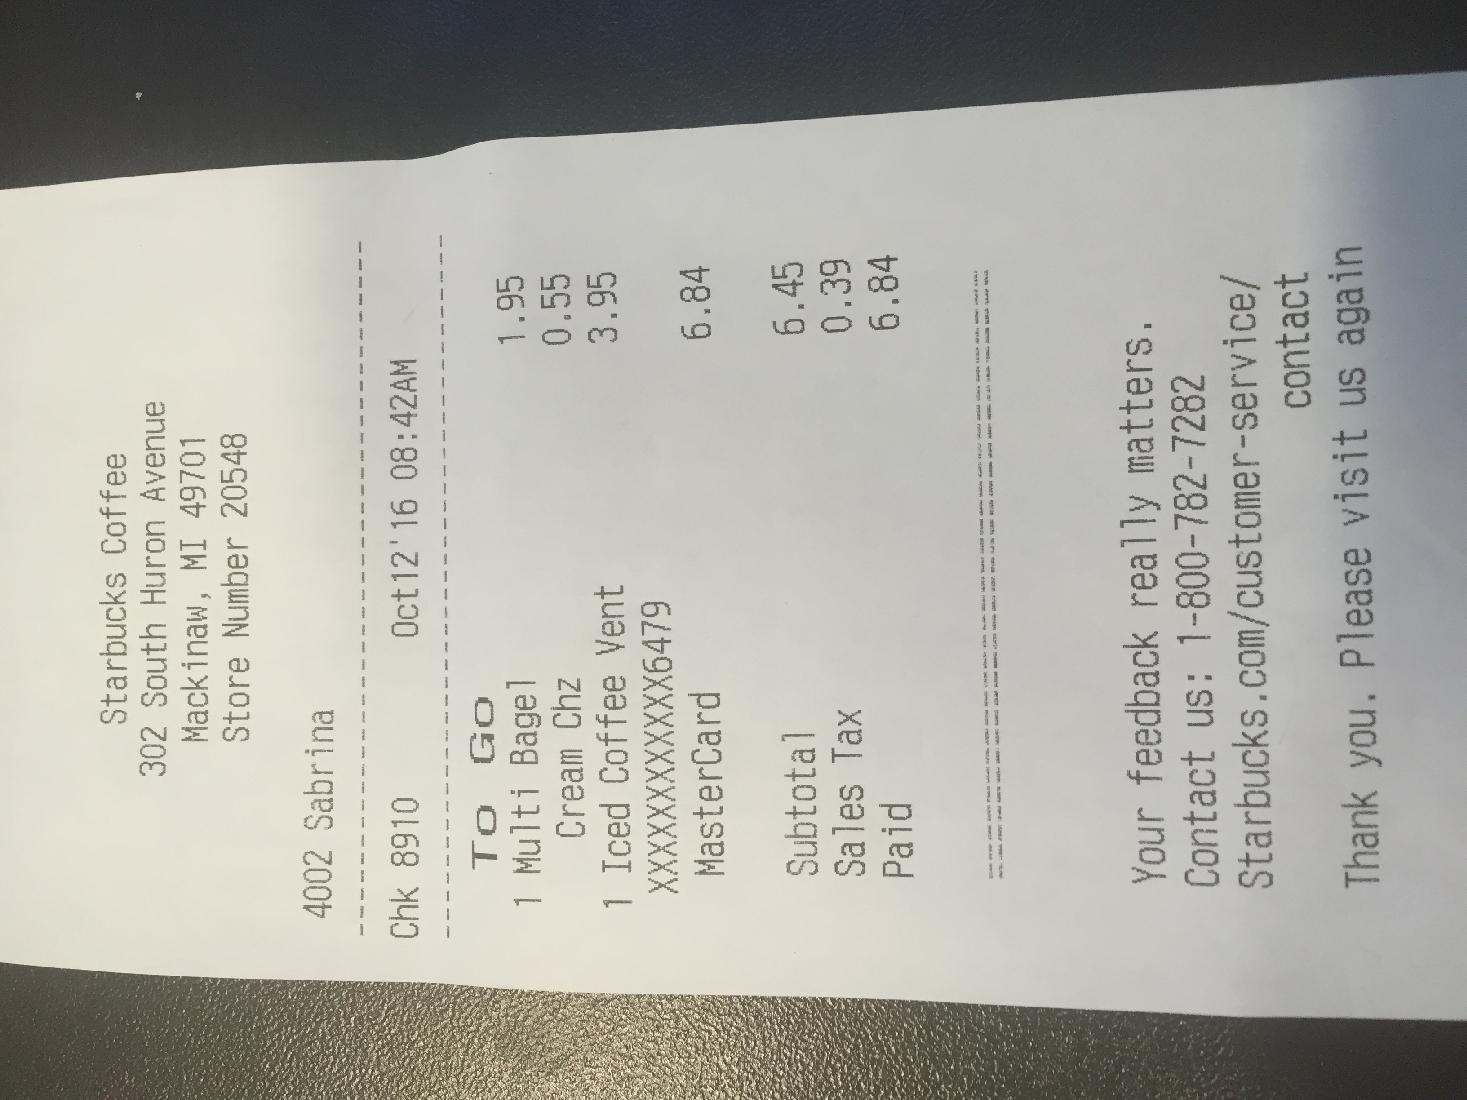 Starbucks Coffee
302 South Huron Avenue
Mackinaw, MI 49701
Store Number 20548
4002 Sabrina
Chk 8910 Oct12'16 08:42AM
To Go
1 Multi Bagel 1.95
Cream Chz 0.55
1 Iced Coffee Vent 3.95
XXXXXXXXXXXX6479
MasterCard 6.84
Subtotal 6.45
Sales Tax 0.39
Paid 6.84
Your feedback really matters.
Contact us: 1-800-782-7282
Starbucks.com/customer-service/
contact
Thank you. Please visit us again